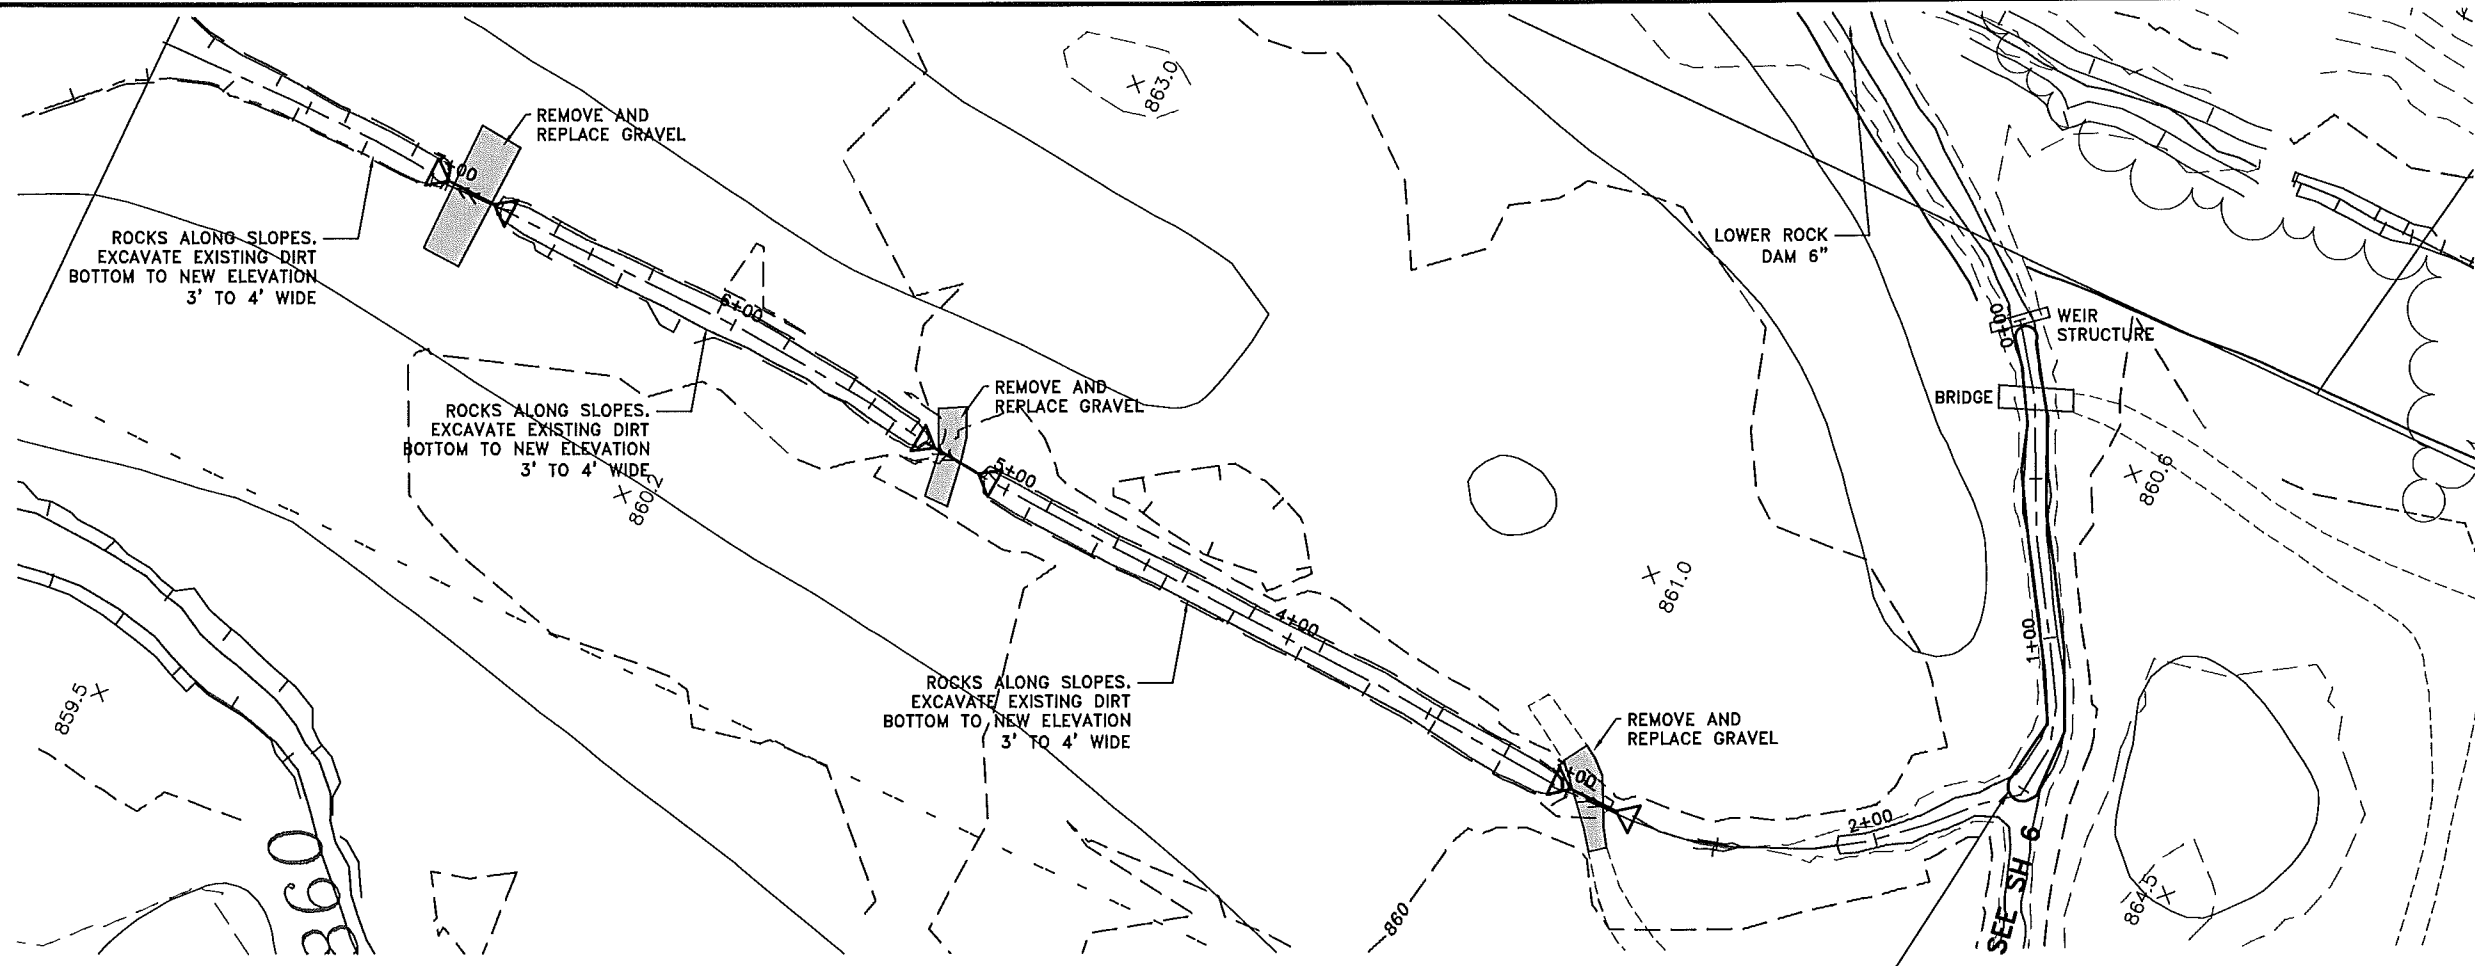 863.0
REMOVE AND
REPLACE GRAVEL
ROCKS ALONG SLOPES.
EXCAVATE EXISTING DIRT
BOTTOM TO NEW ELEVATION
3' TO 4' WIDE
LOWER ROCK
DAM 6"
6+00
0+00
WEIR
STRUCTURE
BRIDGE
REMOVE AND
REPLACE GRAVEL
ROCKS ALONG SLOPES.
EXCAVATE EXISTING DIRT
BOTTOM TO NEW ELEVATION
3' TO 4' WIDE
860.2
5+00
860.6
861.0
4+00
1+00
ROCKS ALONG SLOPES.
EXCAVATE EXISTING DIRT
BOTTOM TO NEW ELEVATION
3' TO 4' WIDE
859.5
REMOVE AND
REPLACE GRAVEL
2+00
860
860
SEE SH 6
864.5